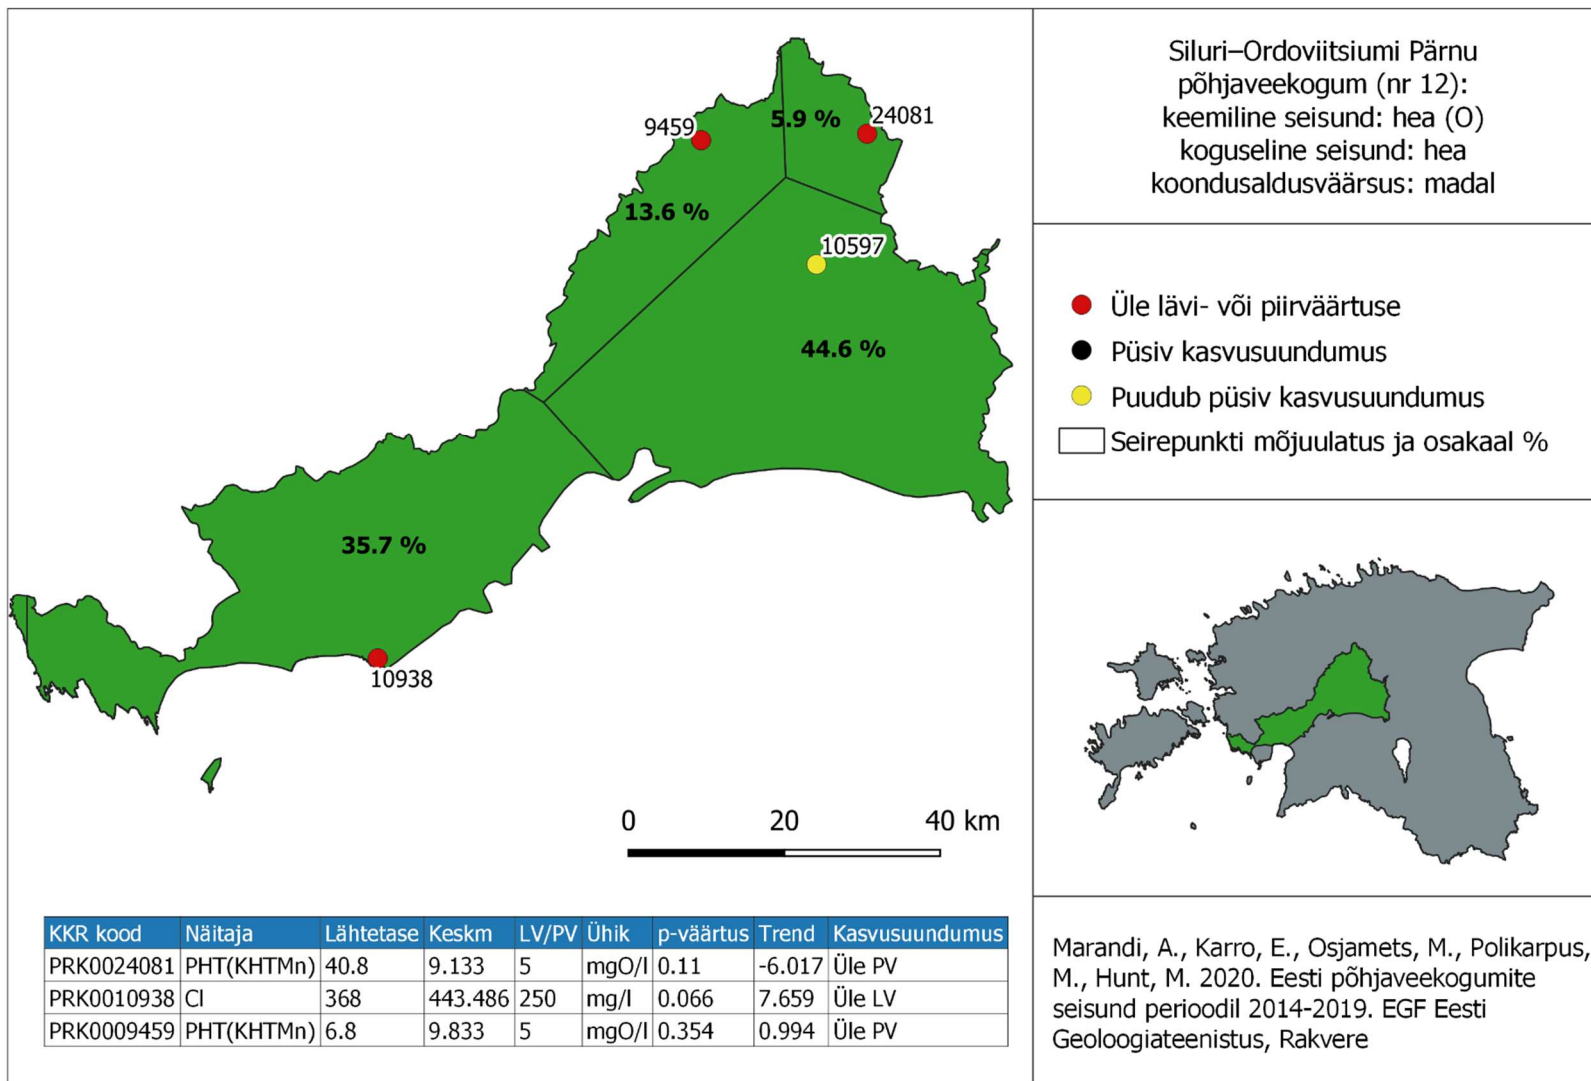 Siluri–Ordoviitsiumi Pärnu
põhjaveekogum (nr 12):
keemiline seisund: hea (O)
koguseline seisund: hea
koondusaldusväärsus: madal
5.9 %
24081
9459
13.6 %
10597
44.6 %
35.7 %
10938
Üle lävi- või piirväärtuse
Püsiv kasvusuundumus
Puudub püsiv kasvusuundumus
Seirepunkti mõjuulatus ja osakaal %
0 20 40 km
KKR kood Näitaja Lähtetase Keskm LV/PV Ühik p-väärtus Trend Kasvusuundumus
PRK0024081 PHT(KHTMn) 40.8 9.133 5 mgO/l 0.11 -6.017 Üle PV
PRK0010938 Cl 368 443.486 250 mg/l 0.066 7.659 Üle LV
PRK0009459 PHT(KHTMn) 6.8 9.833 5 mgO/l 0.354 0.994 Üle PV
Marandi, A., Karro, E., Osjamets, M., Polikarpus,
M., Hunt, M. 2020. Eesti põhjaveekogumite
seisund perioodil 2014-2019. EGF Eesti
Geoloogiateenistus, Rakvere